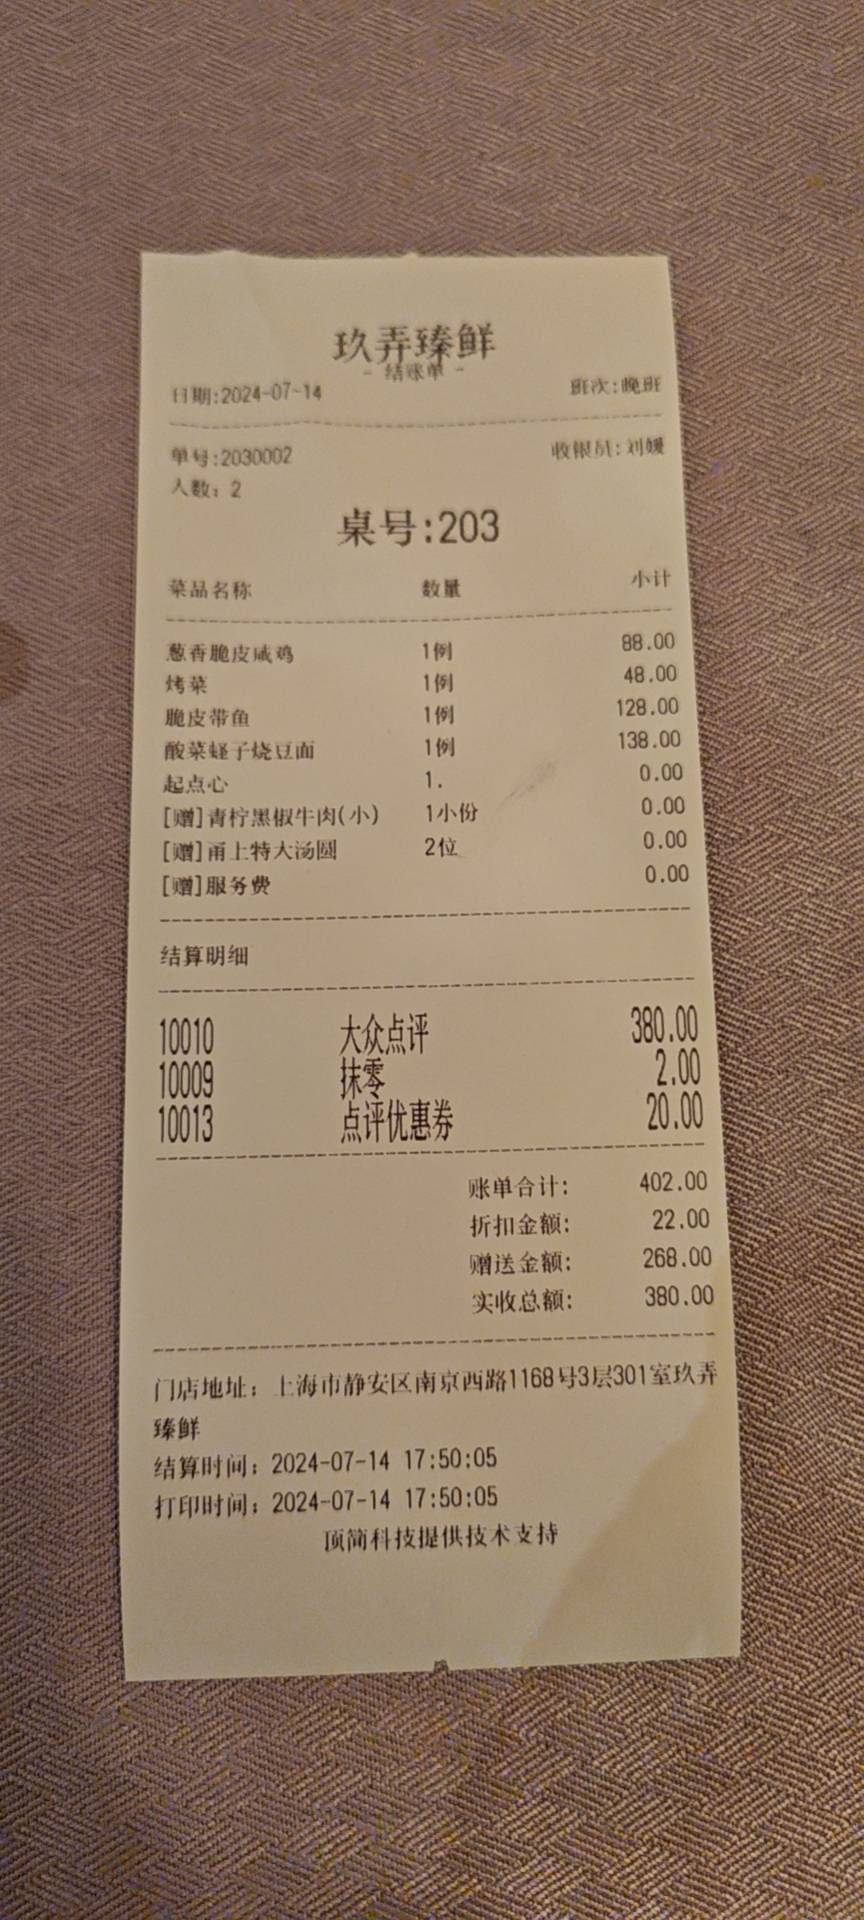 玖弄臻鲜
- 结账单 -
日期:2024-07-14 班次:晚班
单号:2030002 收银员:刘媛
人数：2
桌号:203
菜品名称 数量 小计
葱香脆皮咸鸡 1例 88.00
烤菜 1例 48.00
脆皮带鱼 1例 128.00
酸菜蛏子烧豆面 1例 138.00
起点心 1. 0.00
[赠]青柠黑椒牛肉(小) 1小份 0.00
[赠]甬上特大汤圆 2位 0.00
[赠]服务费 0.00
结算明细
10010 大众点评 380.00
10009 抹零 2.00
10013 点评优惠券 20.00
账单合计: 402.00
折扣金额: 22.00
赠送金额: 268.00
实收总额: 380.00
门店地址：上海市静安区南京西路1168号3层301室玖弄
臻鲜
结算时间：2024-07-14 17:50:05
打印时间：2024-07-14 17:50:05
顶简科技提供技术支持